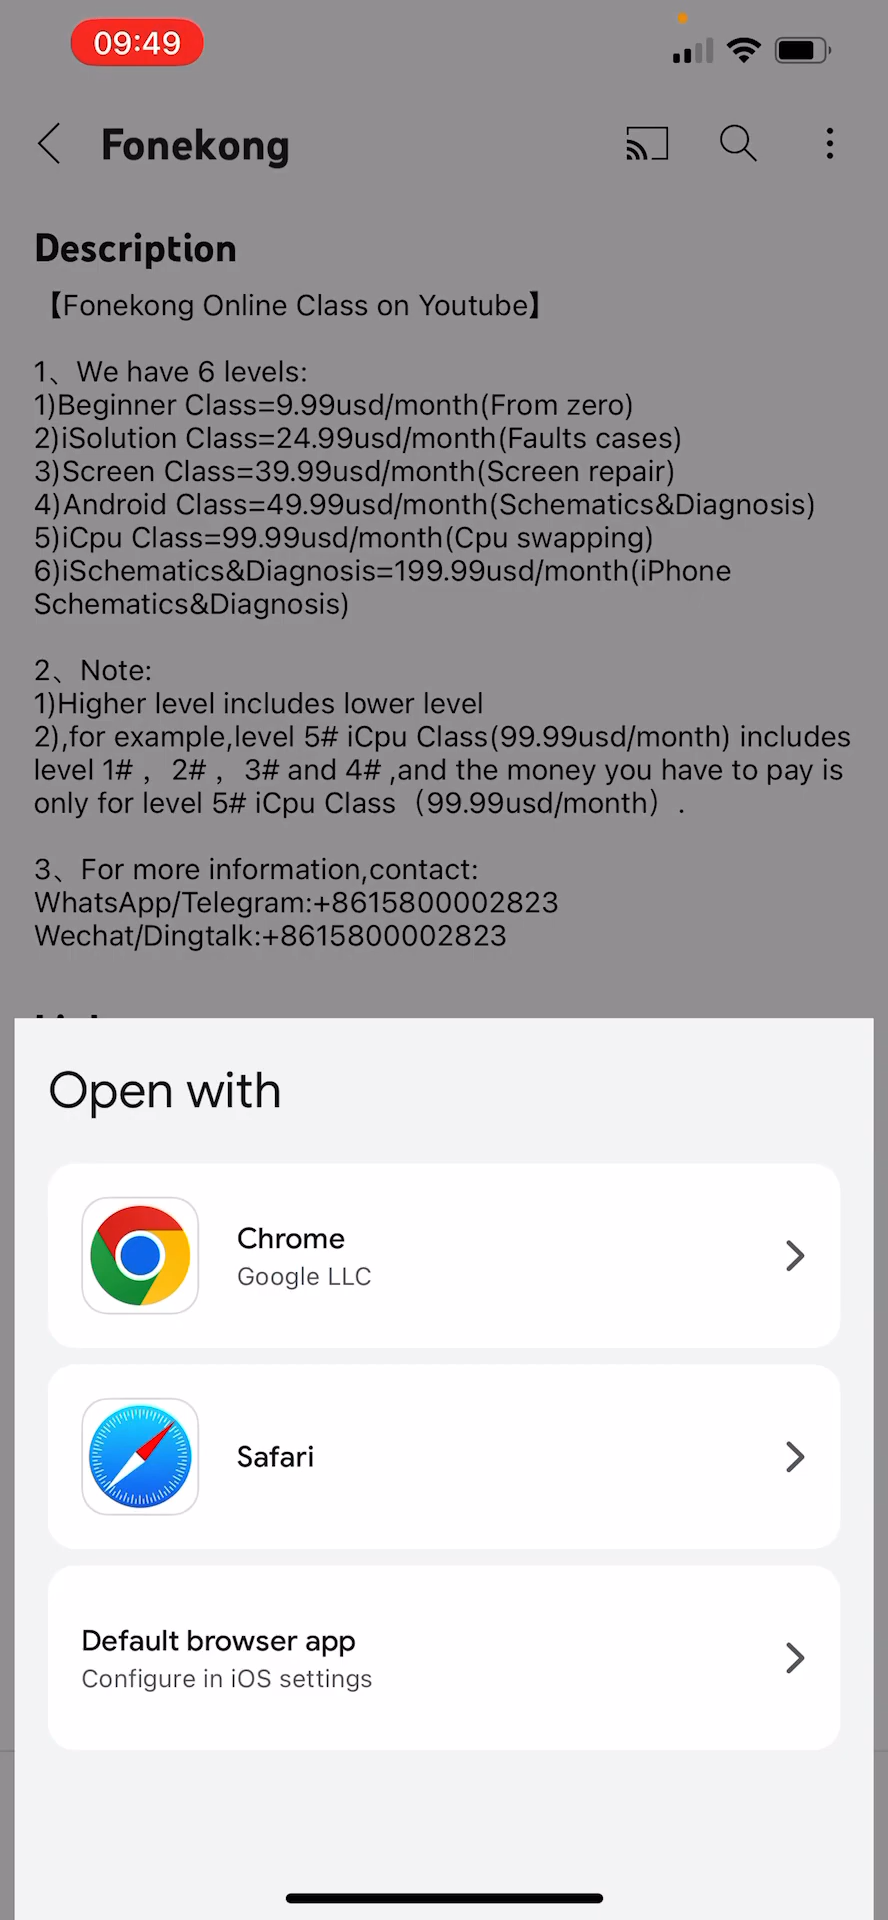 09:49
Fonekong
Description
【Fonekong Online Class on Youtube】
1、We have 6 levels:
1)Beginner Class=9.99usd/month(From zero)
2)iSolution Class=24.99usd/month(Faults cases)
3)Screen Class=39.99usd/month(Screen repair)
4)Android Class=49.99usd/month(Schematics&Diagnosis)
5)iCpu Class=99.99usd/month(Cpu swapping)
6)iSchematics&Diagnosis=199.99usd/month(iPhone
Schematics&Diagnosis)
2、Note:
1)Higher level includes lower level
2),for example,level 5# iCpu Class(99.99usd/month) includes
level 1#， 2#， 3# and 4# ,and the money you have to pay is
only for level 5# iCpu Class（99.99usd/month）.
3、For more information,contact:
WhatsApp/Telegram:+8615800002823
Wechat/Dingtalk:+8615800002823
Open with
Chrome
Google LLC
Safari
Default browser app
Configure in iOS settings